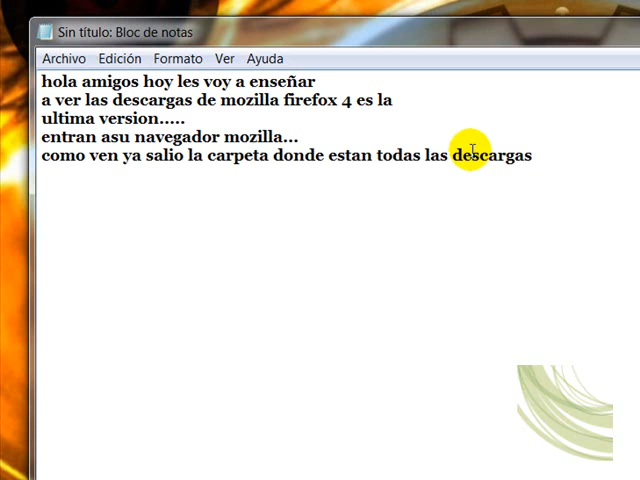 Sin título: Bloc de notas
Archivo Edición Formato Ver Ayuda
hola amigos hoy les voy a enseñar
a ver las descargas de mozilla firefox 4 es la
ultima version.....
entran asu navegador mozilla...
como ven ya salio la carpeta donde estan todas las descargas